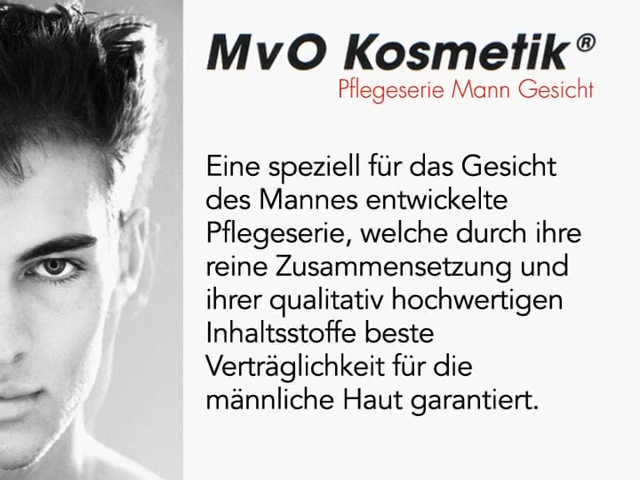 MvO Kosmetik®
Pflegeserie Mann Gesicht
Eine speziell für das Gesicht
des Mannes entwickelte
Pflegeserie, welche durch ihre
reine Zusammensetzung und
ihrer qualitativ hochwertigen
Inhaltsstoffe beste
Verträglichkeit für die
männliche Haut garantiert.